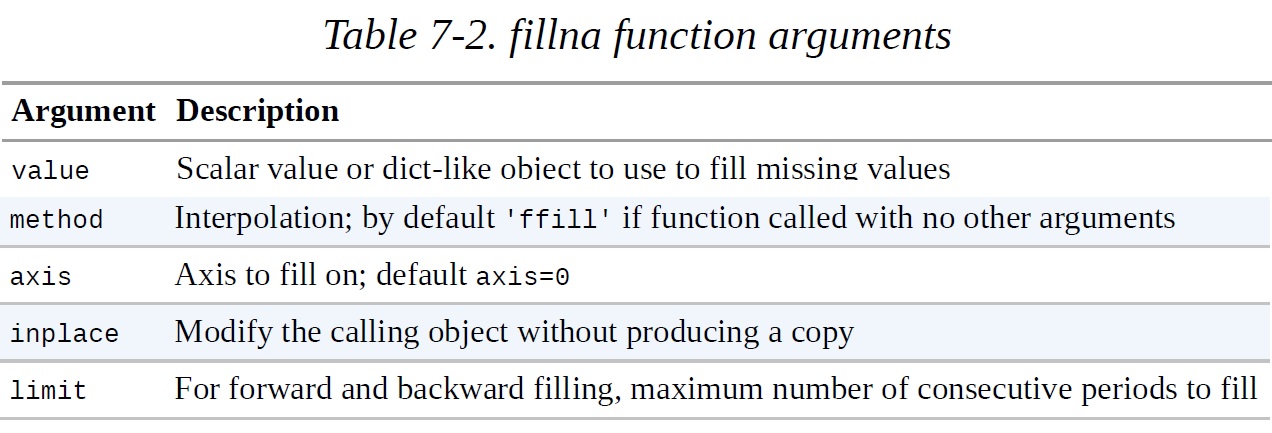 Table 7-2. fillna function arguments
Argument Description
value Scalar value or dict-like object to use to fill missing values
method Interpolation; by default 'ffill' if function called with no other arguments
axis Axis to fill on; default axis=0
inplace Modify the calling object without producing a copy
limit For forward and backward filling, maximum number of consecutive periods to fill